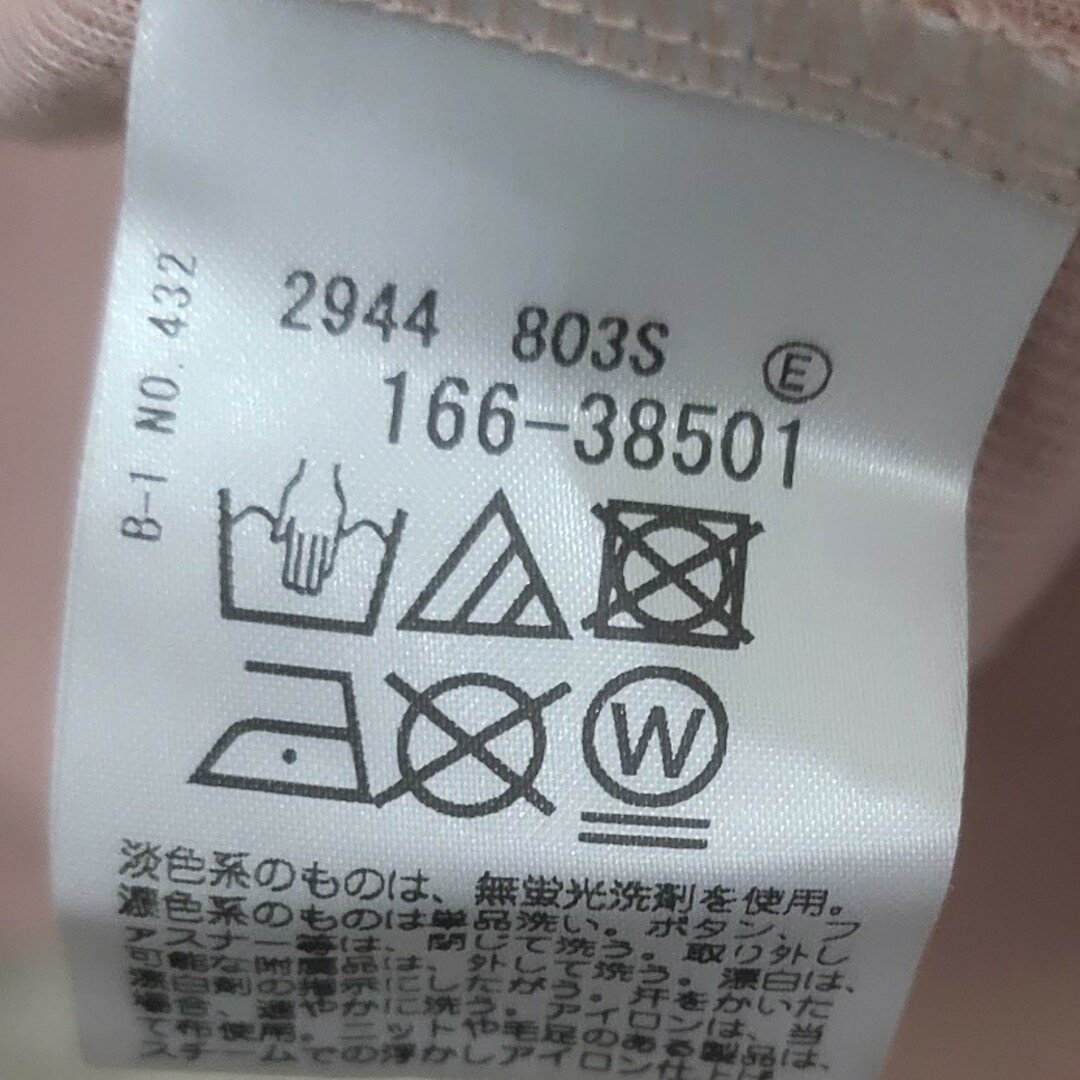 B-1 NO.432
2944 803S Ⓔ
166-38501
W
淡色系のものは、無蛍光洗剤を使用。
濃色系のものは単品洗い。ボタン、フ
ァスナー等は、閉じて洗う。取り外し
可能な附属品は、外して洗う。漂白は、
漂白剤の指示にしたがう。汗をかいた
場合、速やかに洗う。アイロンは、当
て布使用。ニットや毛足のある製品は、
スチームでの浮かしアイロン仕上げ